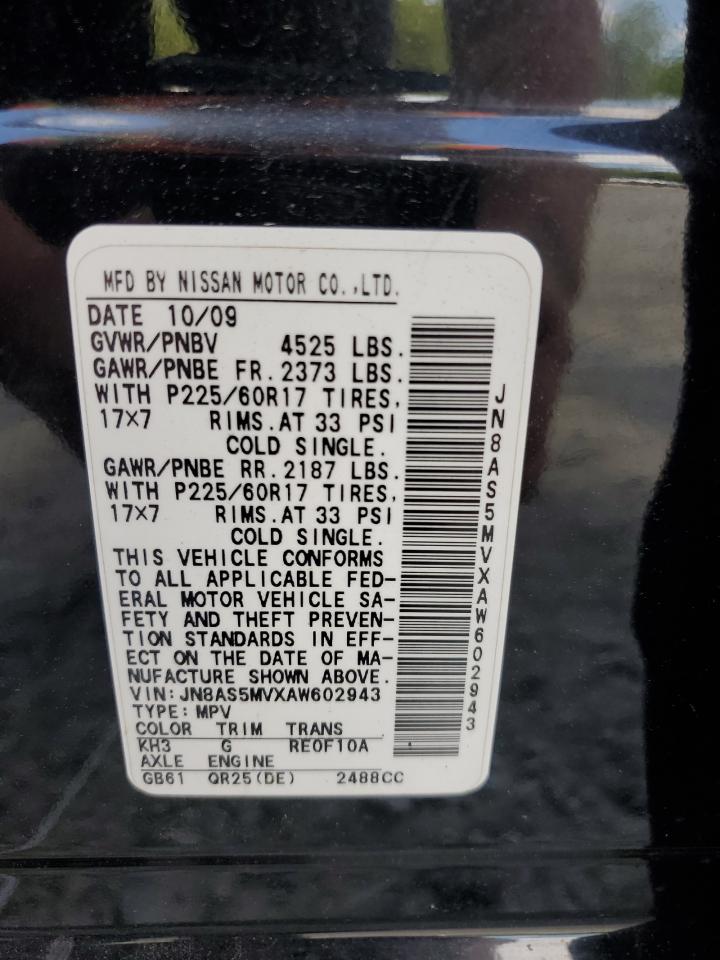 MFD BY NISSAN MOTOR CO.,LTD.
DATE 10/09
GVWR/PNBV 4525 LBS.
GAWR/PNBE FR. 2373 LBS.
WITH P225/60R17 TIRES,
17×7 RIMS.AT 33 PSI
COLD SINGLE.
GAWR/PNBE RR. 2187 LBS.
WITH P225/60R17 TIRES,
17×7 RIMS.AT 33 PSI
COLD SINGLE.
THIS VEHICLE CONFORMS
TO ALL APPLICABLE FED-
ERAL MOTOR VEHICLE SA-
FETY AND THEFT PREVEN-
TION STANDARDS IN EFF-
ECT ON THE DATE OF MA-
NUFACTURE SHOWN ABOVE.
VIN:JN8AS5MVXAW602943
TYPE: MPV
COLOR TRIM TRANS
KH3 G RE0F10A
AXLE ENGINE
GB61 QR25(DE) 2488CC
JN8AS5MVXAW602943